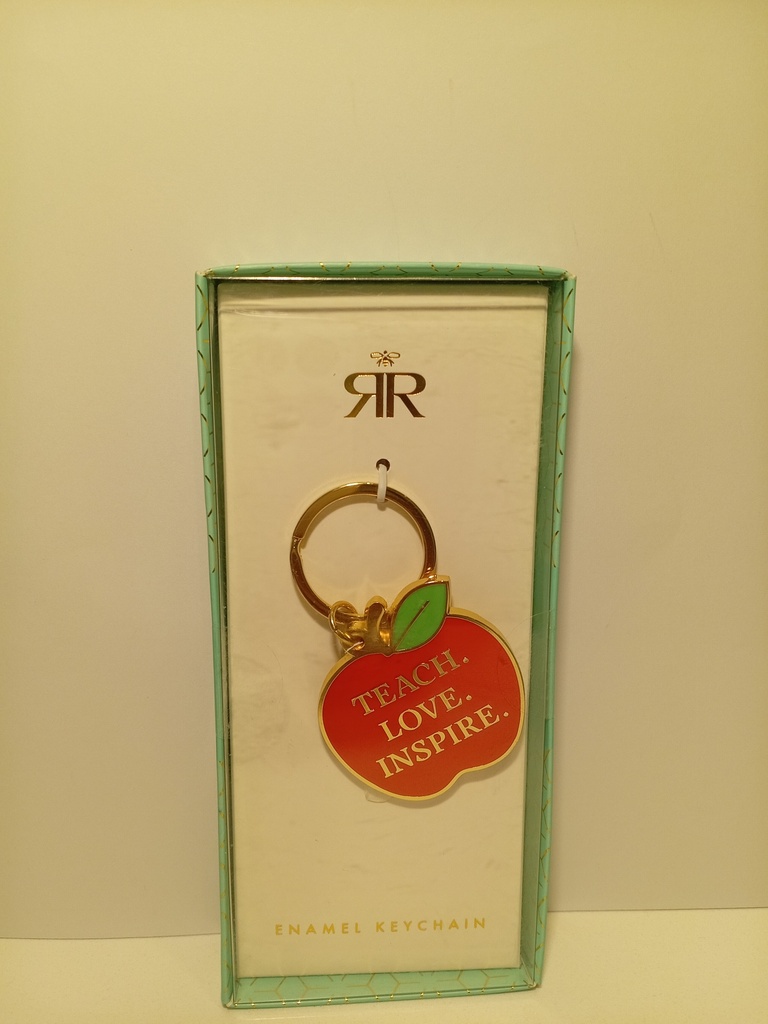 RR
TEACH.
LOVE.
INSPIRE.
ENAMEL KEYCHAIN